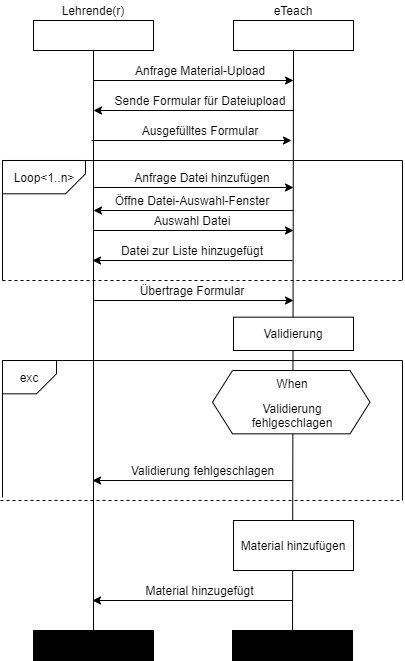 Lehrende(r)
eTeach
Anfrage Material-Upload
Sende Formular für Dateiupload
Ausgefülltes Formular
Loop<1..n>
Anfrage Datei hinzufügen
Öffne Datei-Auswahl-Fenster
Auswahl Datei
Datei zur Liste hinzugefügt
Übertrage Formular
Validierung
exc
When
Validierung
fehlgeschlagen
Validierung fehlgeschlagen
Material hinzufügen
Material hinzugefügt